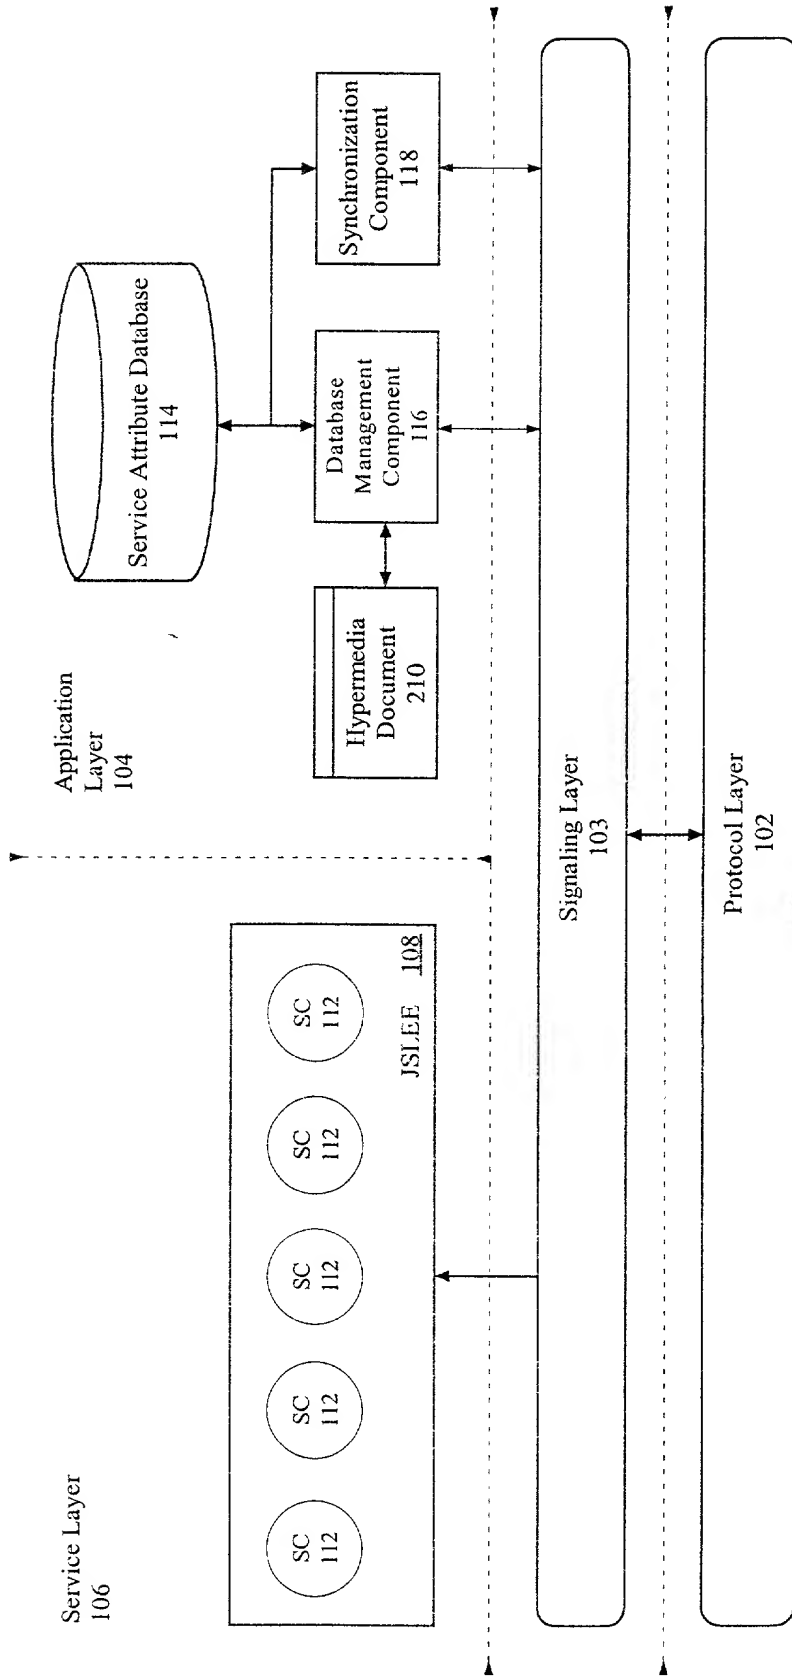 Service Layer
106
SC
112
SC
112
SC
112
SC
112
SC
112
JSLEE 108
Application
Layer
104
Service Attribute Database
114
Hypermedia
Document
210
Database
Management
Component
116
Synchronization
Component
118
Signaling Layer
103
Protocol Layer
102